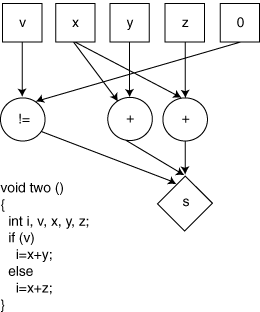 v x y z 0
!= + +
s
void two ()
{
int i, v, x, y, z;
if (v)
i=x+y;
else
i=x+z;
}